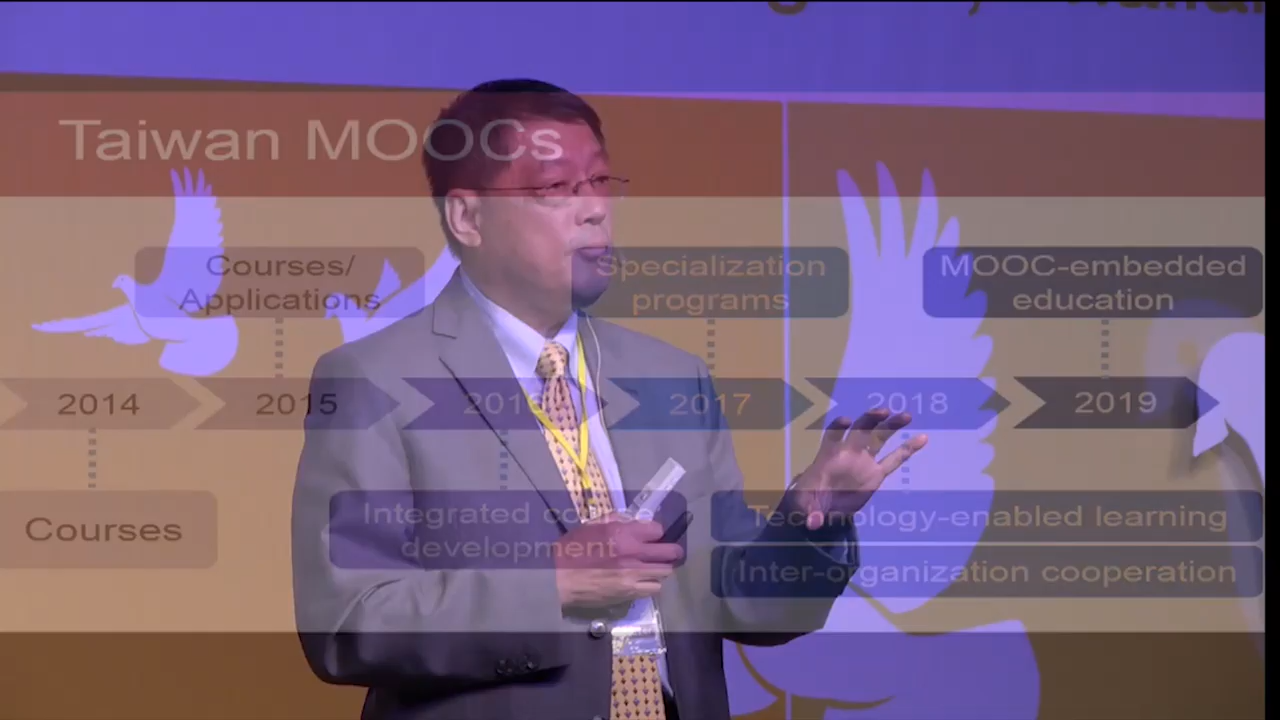 Taiwan MOOCs
Courses/
Applications
Specialization
programs
MOOC-embedded
education
2014
2015
2016
2017
2018
2019
Courses
Integrated
development
Technology-enabled learning
Inter-organization cooperation